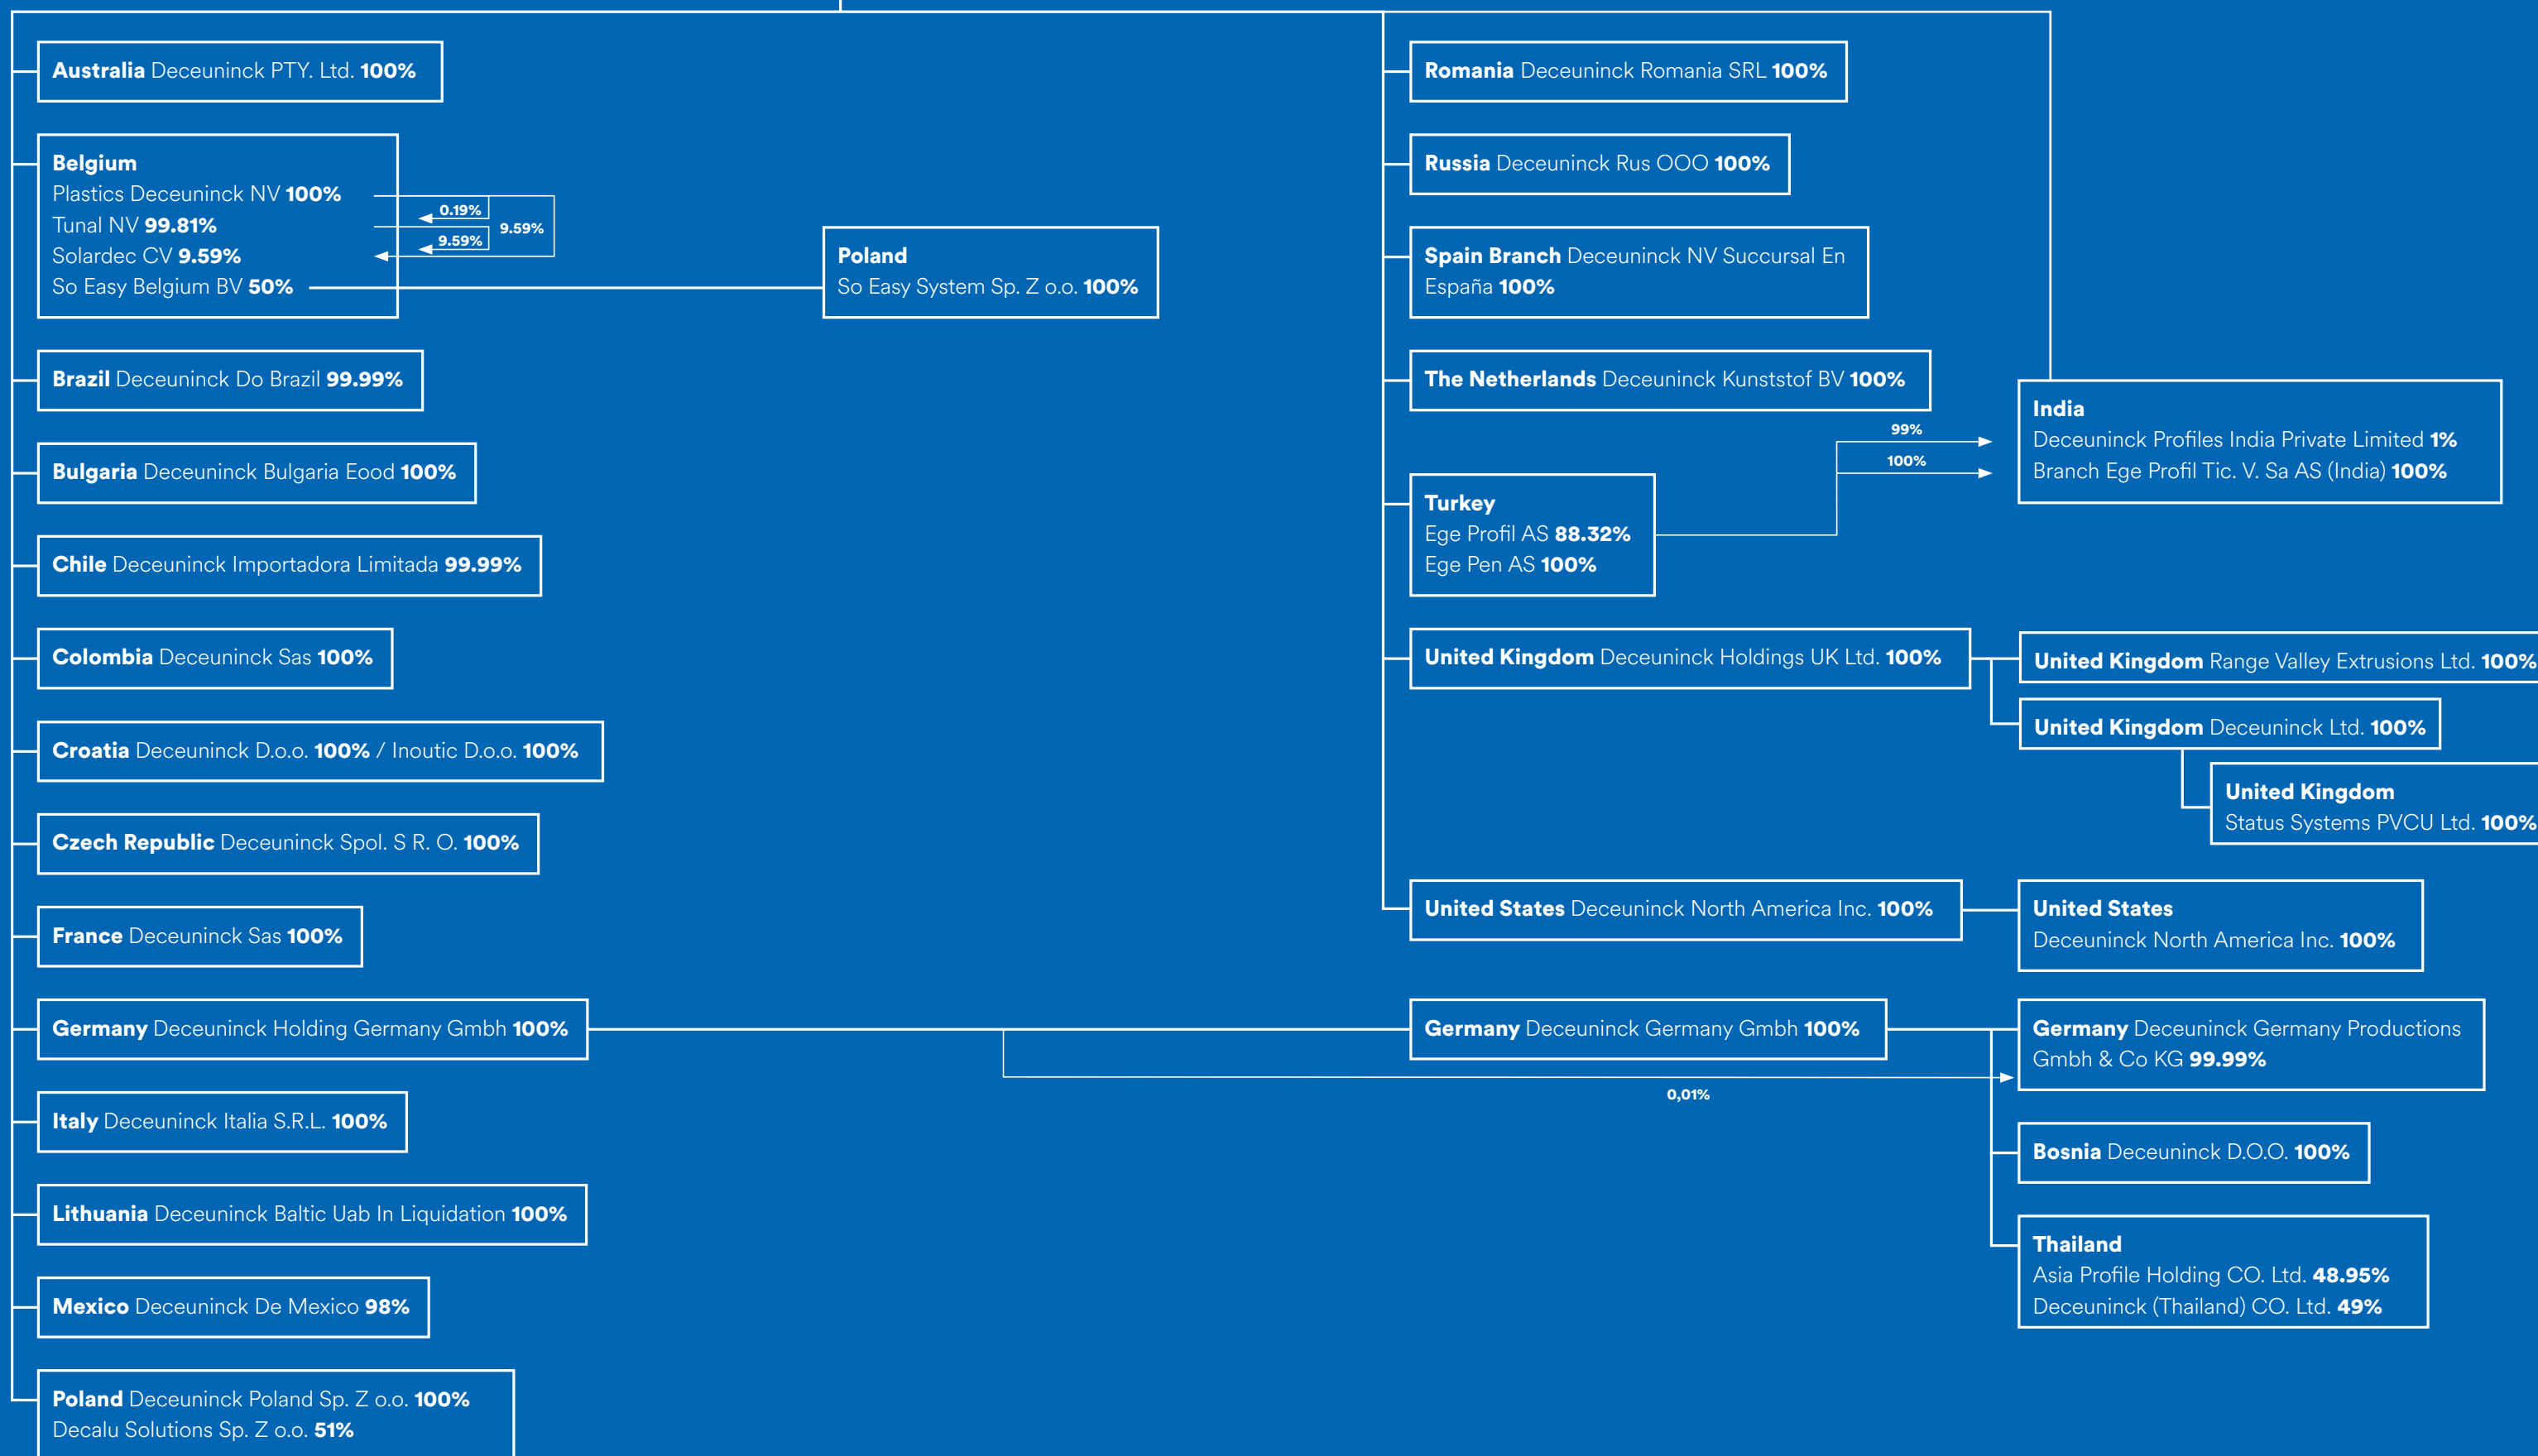 Australia Deceuninck PTY. Ltd. 100%
Belgium
Plastics Deceuninck NV 100%
Tunal NV 99.81%
Solardec CV 9.59%
So Easy Belgium BV 50%
0.19%
9.59%
9.59%
Poland
So Easy System Sp. Z o.o. 100%
Brazil Deceuninck Do Brazil 99.99%
Bulgaria Deceuninck Bulgaria Eood 100%
Chile Deceuninck Importadora Limitada 99.99%
Colombia Deceuninck Sas 100%
Croatia Deceuninck D.o.o. 100% / Inoutic D.o.o. 100%
Czech Republic Deceuninck Spol. S R. O. 100%
France Deceuninck Sas 100%
Germany Deceuninck Holding Germany Gmbh 100%
Italy Deceuninck Italia S.R.L. 100%
Lithuania Deceuninck Baltic Uab In Liquidation 100%
Mexico Deceuninck De Mexico 98%
Poland Deceuninck Poland Sp. Z o.o. 100%
Decalu Solutions Sp. Z o.o. 51%
Romania Deceuninck Romania SRL 100%
Russia Deceuninck Rus OOO 100%
Spain Branch Deceuninck NV Succursal En
España 100%
The Netherlands Deceuninck Kunststof BV 100%
Turkey
Ege Profil AS 88.32%
Ege Pen AS 100%
99%
100%
India
Deceuninck Profiles India Private Limited 1%
Branch Ege Profil Tic. V. Sa AS (India) 100%
United Kingdom Deceuninck Holdings UK Ltd. 100%
United Kingdom Range Valley Extrusions Ltd. 100%
United Kingdom Deceuninck Ltd. 100%
United Kingdom
Status Systems PVCU Ltd. 100%
United States Deceuninck North America Inc. 100%
United States
Deceuninck North America Inc. 100%
Germany Deceuninck Germany Gmbh 100%
0,01%
Germany Deceuninck Germany Productions
Gmbh & Co KG 99.99%
Bosnia Deceuninck D.O.O. 100%
Thailand
Asia Profile Holding CO. Ltd. 48.95%
Deceuninck (Thailand) CO. Ltd. 49%